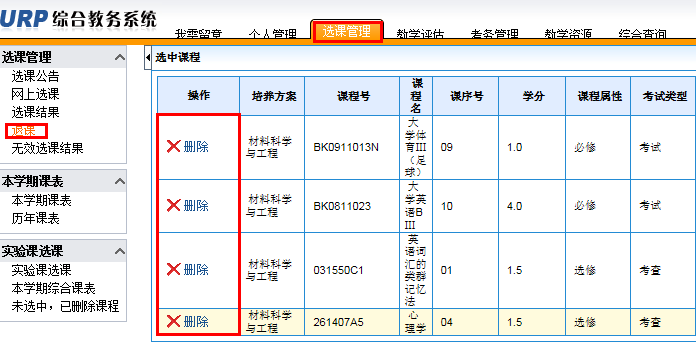 URP综合教务系统
我要留言 个人管理 选课管理 教学评估 考务管理 教学资源 综合查询
选课管理
选课公告
网上选课
选课结果
退课
无效选课结果
本学期课表
本学期课表
历年课表
实验课选课
实验课选课
本学期综合课表
未选中，已删除课程
选中课程
操作 培养方案 课程号 课程名 课序号 学分 课程属性 考试类型
删除 材料科学与工程 BK0911013N 大学体育III（足球） 09 1.0 必修 考试
删除 材料科学与工程 BK0811023 大学英语BIII 10 4.0 必修 考试
删除 材料科学与工程 031550C1 英语词汇的类群记忆法 01 1.5 选修 考查
删除 材料科学与工程 261407A5 心理学 04 1.5 选修 考查